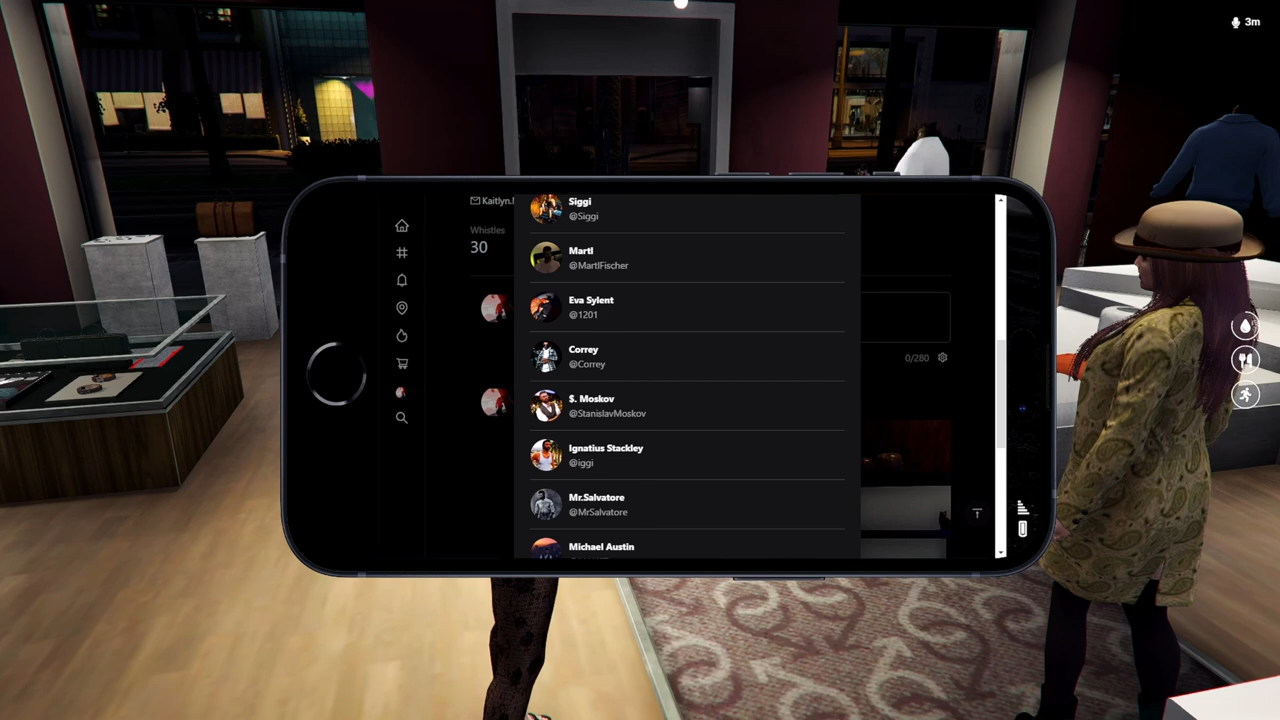 3m
Kaitlyn.
Whistles
30
Siggi
@Siggi
Martl
@MartlFischer
Eva Sylent
@1201
Correy
@Correy
$. Moskov
@StanislavMoskov
Ignatius Stackley
@iggi
Mr.Salvatore
@MrSalvatore
Michael Austin
0/280